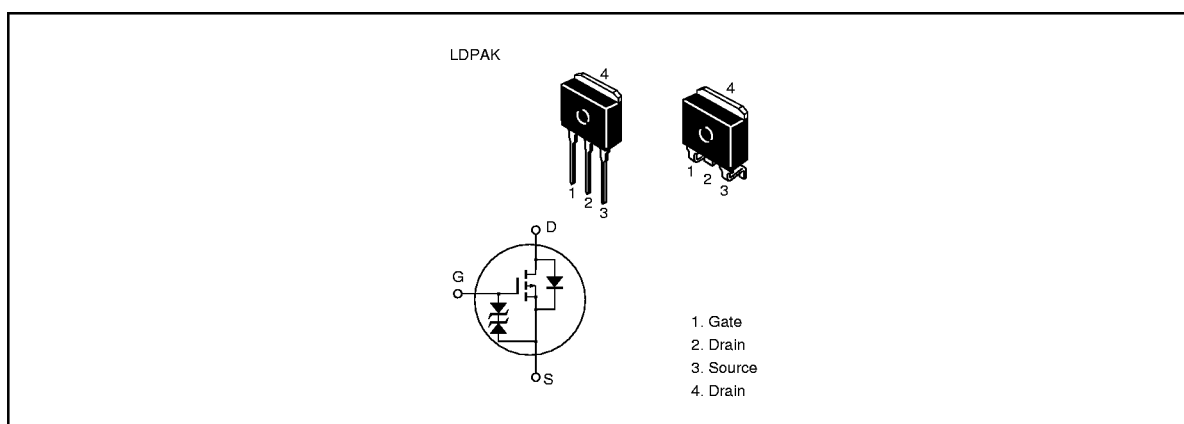 LDPAK
4
4
1
2
3
1
2
3
D
G
S
1. Gate
2. Drain
3. Source
4. Drain